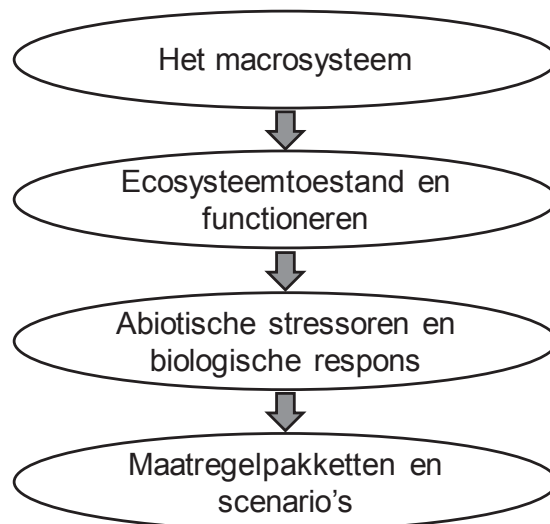 Het macrosysteem
Ecosysteemtoestand en
functioneren
Abiotische stressoren en
biologische respons
Maatregelpakketten en
scenario's